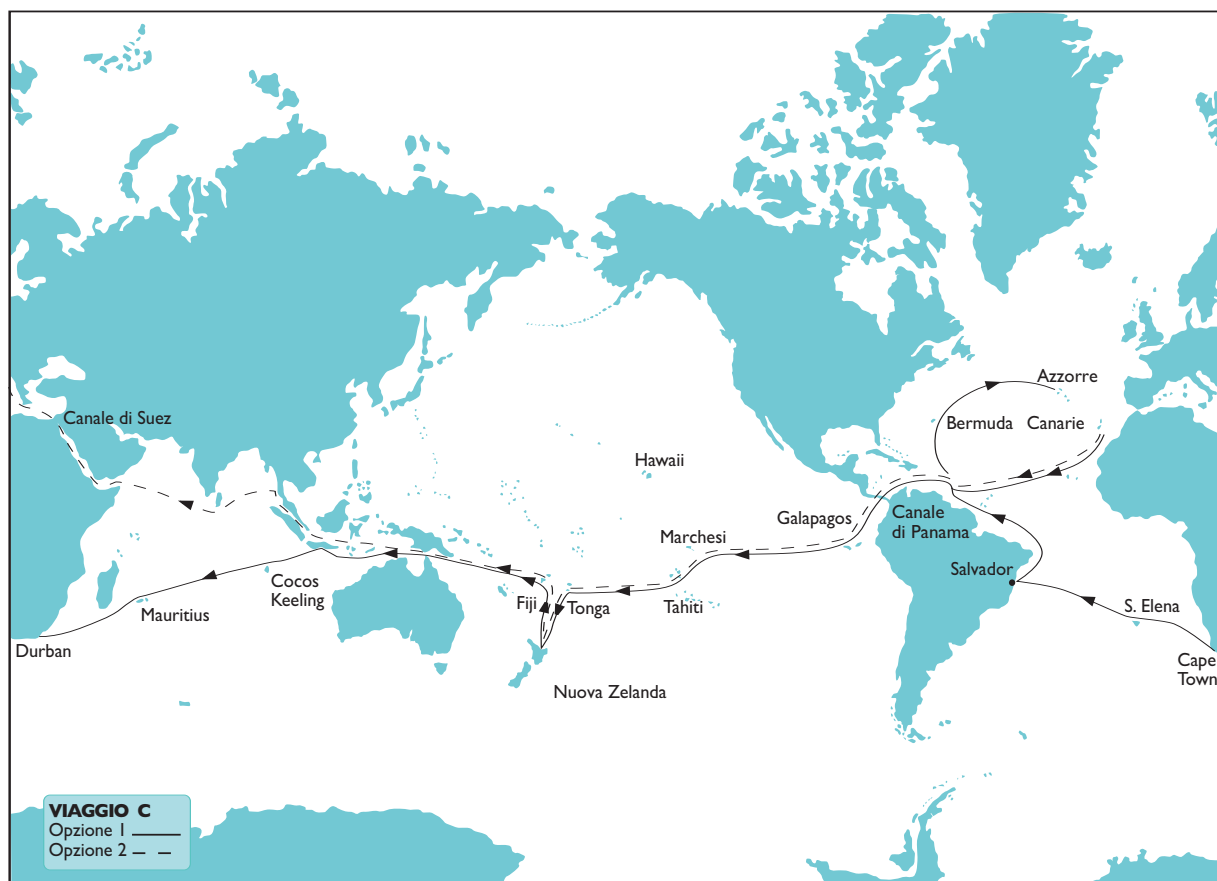 Azzorre
Canale di Suez
Bermuda
Canarie
Hawaii
Galapagos
Canale
di Panama
Marchesi
Salvador
Cocos
Keeling
Fiji
Tonga
Tahiti
S. Elena
Mauritius
Durban
Cape
Town
Nuova Zelanda
VIAGGIO C
Opzione 1
Opzione 2